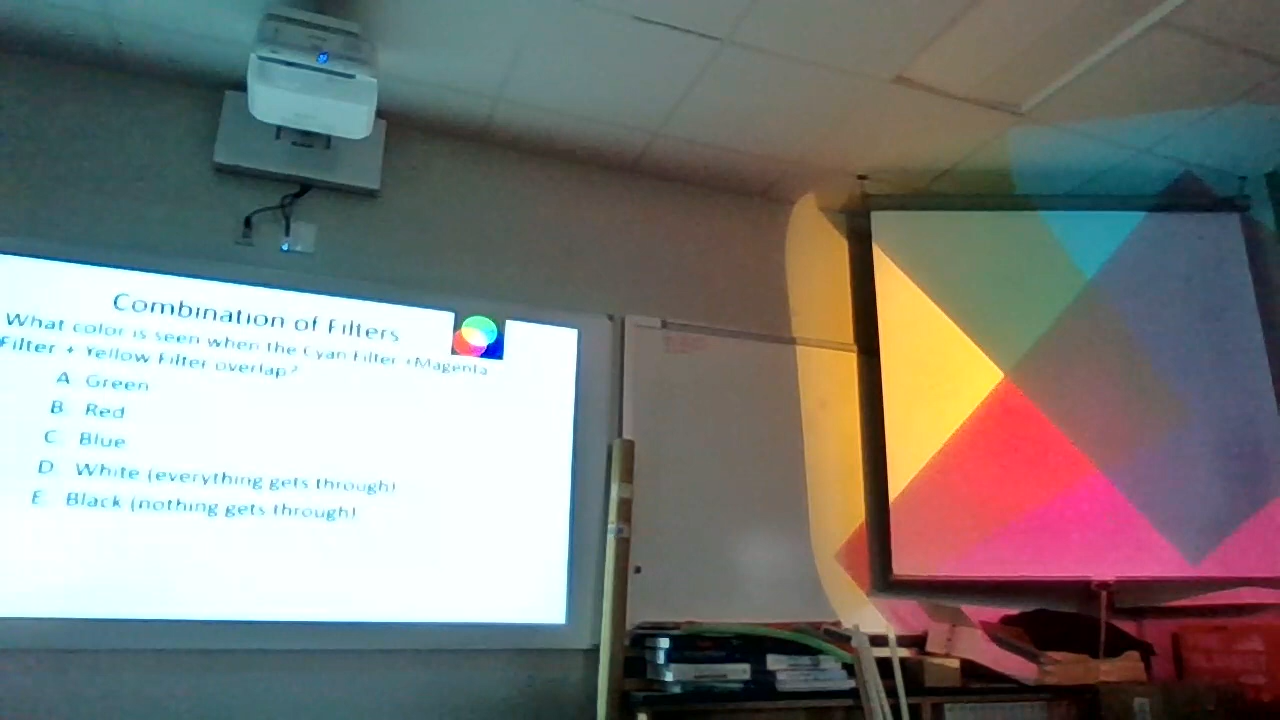 Combination of Filters
What color is seen when the Cyan Filter +Magenta
Filter + Yellow Filter overlap?
A Green
B. Red
C. Blue
D. White (everything gets through)
E. Black (nothing gets through)